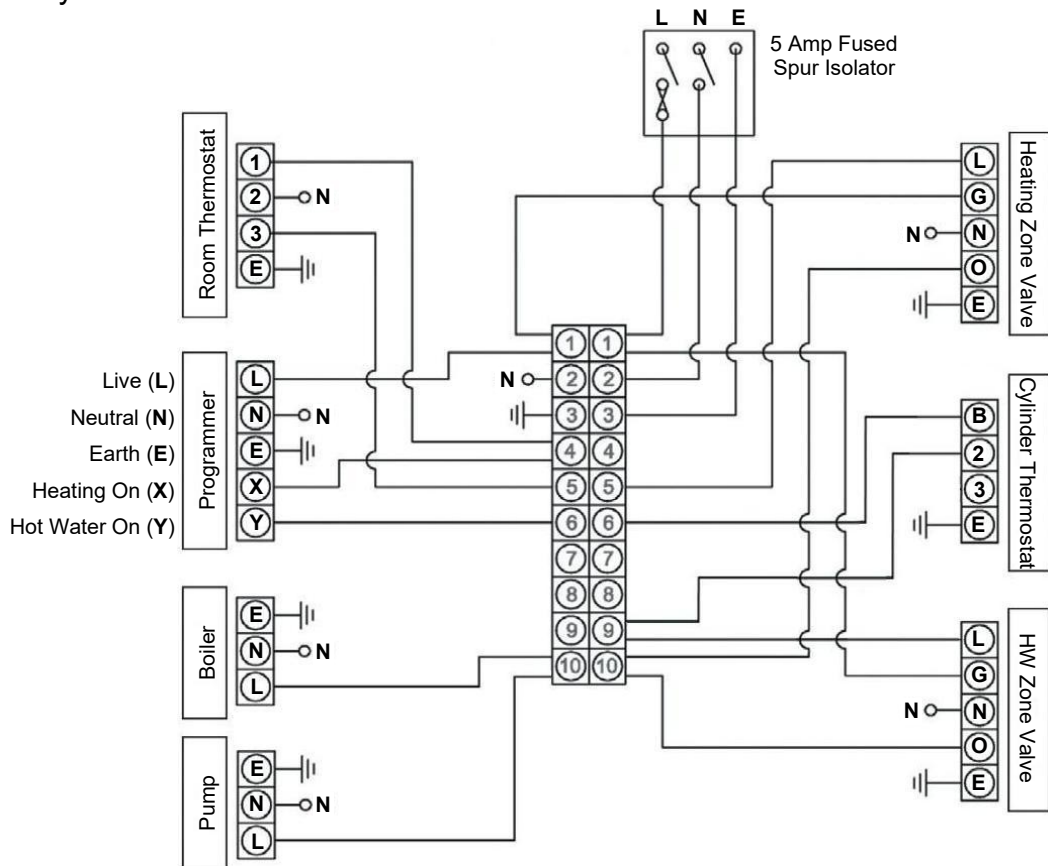 L N E
5 Amp Fused
Spur Isolator
Room Thermostat
1
2 N
3
E
Programmer
Live (L) L
Neutral (N) N N
Earth (E) E
Heating On (X) X
Hot Water On (Y) Y
Boiler
E
N N
L
Pump
E
N N
L
1 1
N 2 2
3 3
4 4
5 5
6 6
7 7
8 8
9 9
10 10
Heating Zone Valve
L
G
N N
O
E
Cylinder Thermostat
B
2
3
E
HW Zone Valve
L
G
N N
O
E